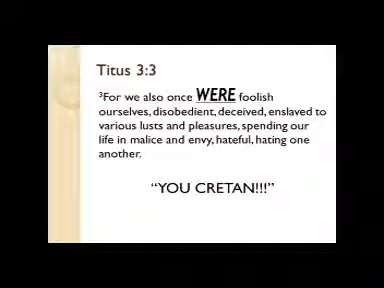 Titus 3:3
³For we also once WERE foolish
ourselves, disobedient, deceived, enslaved to
various lusts and pleasures, spending our
life in malice and envy, hateful, hating one
another.
“YOU CRETAN!!!”